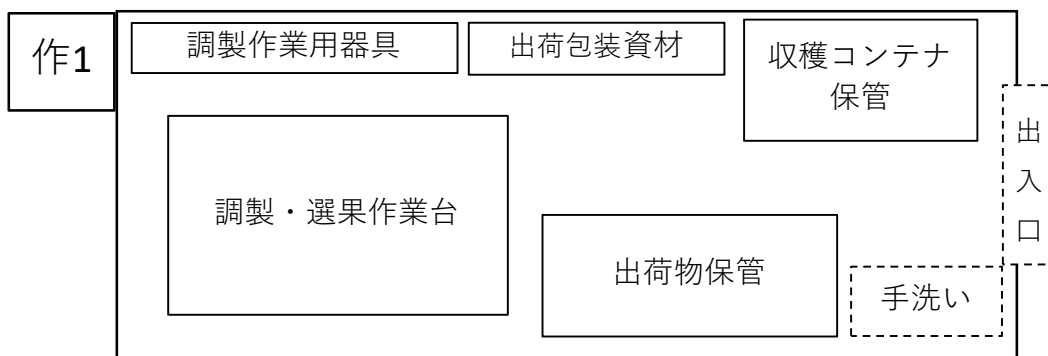 作1
調製作業用器具
出荷包装資材
収穫コンテナ
保管
出
入
口
調製・選果作業台
出荷物保管
手洗い